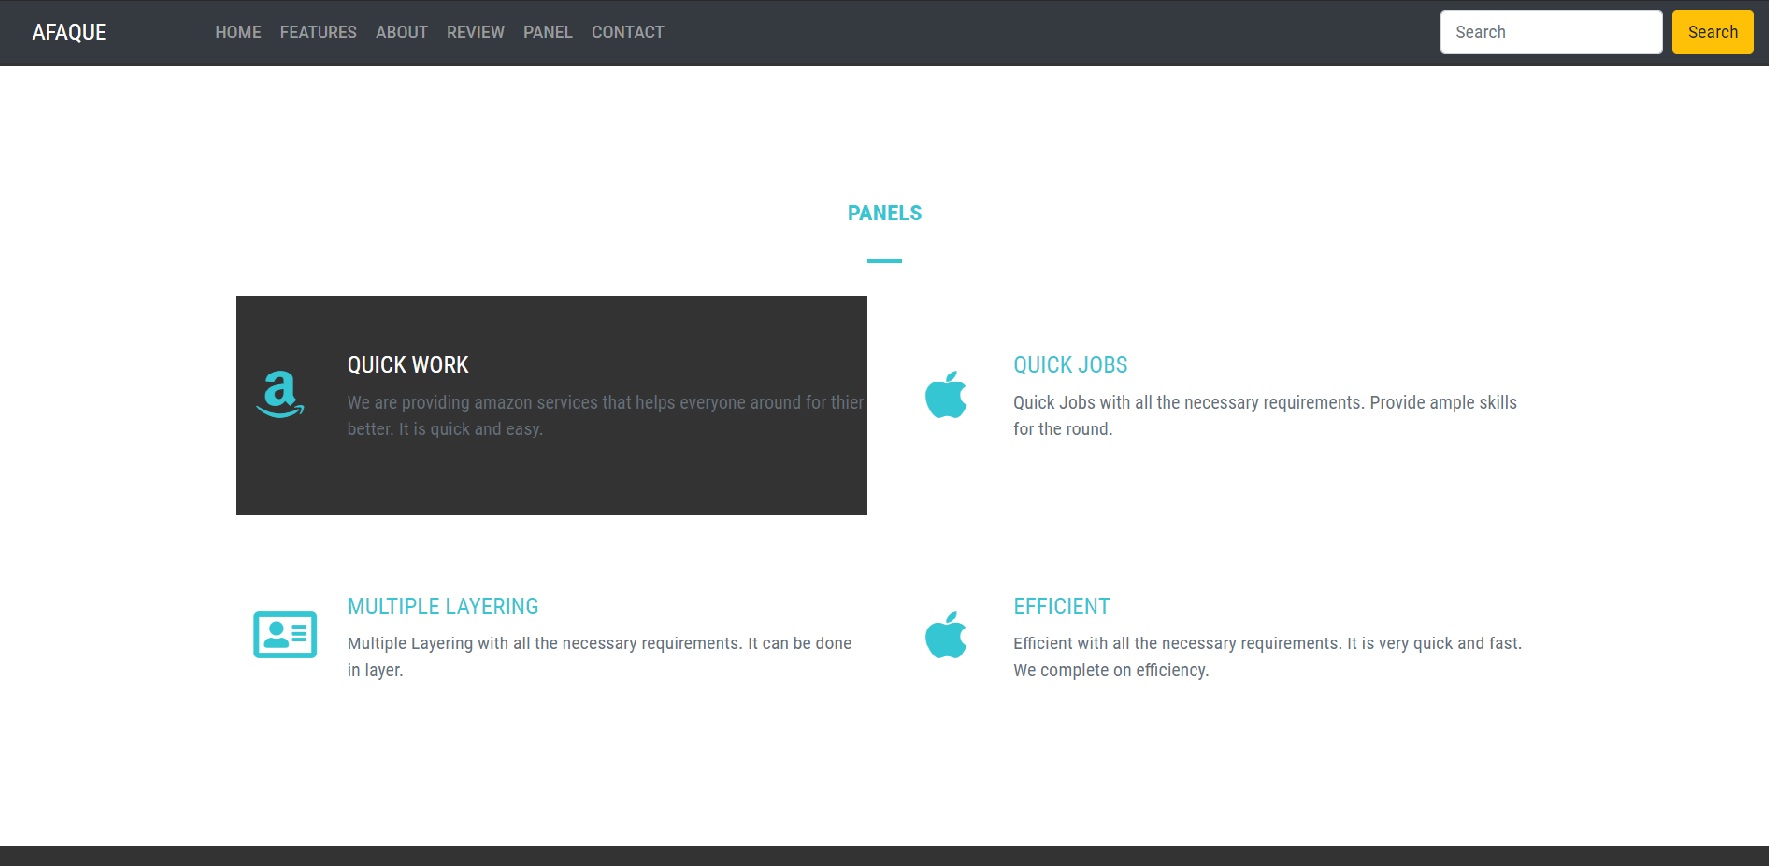 AFAQUE HOME FEATURES ABOUT REVIEW PANEL CONTACT Search Search
PANELS
QUICK WORK
We are providing amazon services that helps everyone around for thier
better. It is quick and easy.
QUICK JOBS
Quick Jobs with all the necessary requirements. Provide ample skills
for the round.
MULTIPLE LAYERING
Multiple Layering with all the necessary requirements. It can be done
in layer.
EFFICIENT
Efficient with all the necessary requirements. It is very quick and fast.
We complete on efficiency.